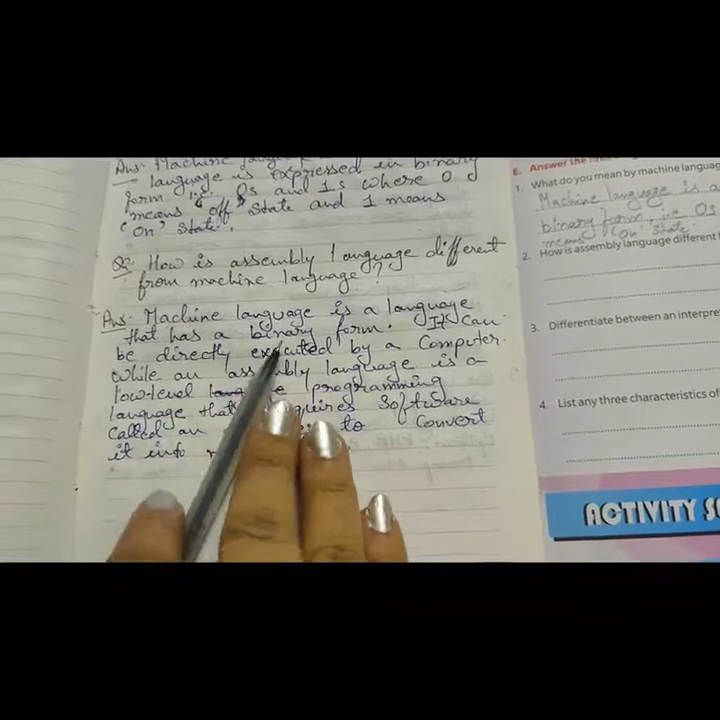 Ans. Machine
language is expressed in binary
form i.e. 0s and 1s where 0
means "off" State and 1 means
'On' State.
Q2. How is assembly language different
from machine language?
Ans. Machine language is a language
that has a binary form. It can
be directly executed by a Computer.
While an language is a
low-level programming
language that Software
called an to Convert
it into
E. Answer the
1. What do you mean by machine langua
Machine language is a
binary form, i.e 0s
means 'On' State.
2. How is assembly language different
3. Differentiate between an interpre
4. List any three characteristics of
ACTIVITY S